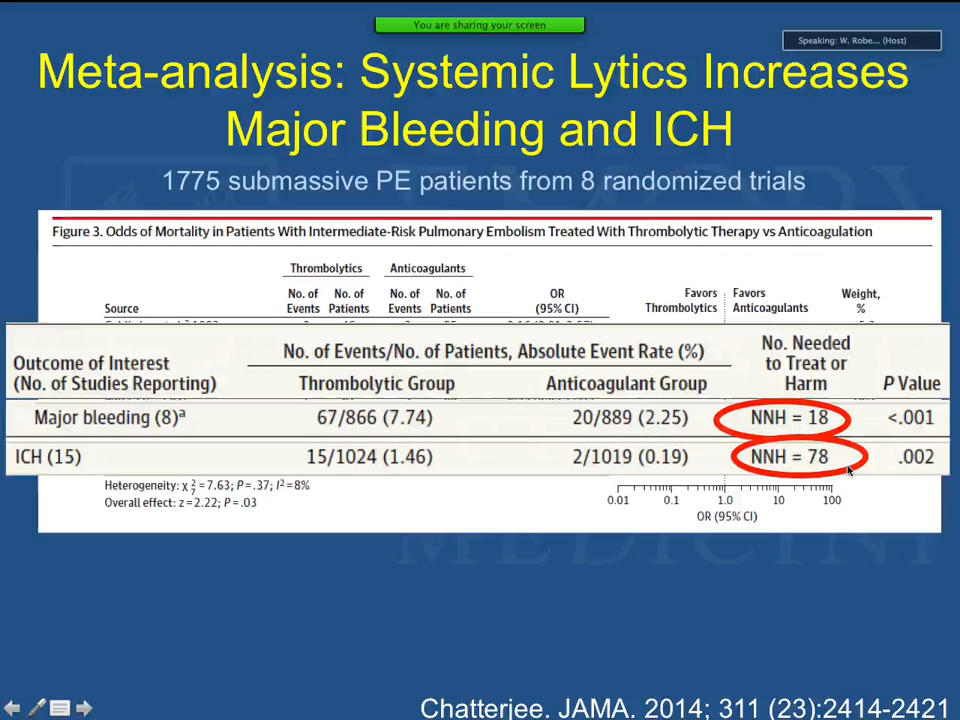 You are sharing your screen
Speaking: W. Robe... (Host)
Meta-analysis: Systemic Lytics Increases
Major Bleeding and ICH
1775 submassive PE patients from 8 randomized trials
Figure 3. Odds of Mortality in Patients With Intermediate-Risk Pulmonary Embolism Treated With Thrombolytic Therapy vs Anticoagulation
Thrombolytics Anticoagulants
No. of No. of No. of No. of OR Favors Favors Weight,
Source Events Patients Events Patients (95% CI) Thrombolytics Anticoagulants %
Outcome of Interest No. of Events/No. of Patients, Absolute Event Rate (%) No. Needed to Treat or
(No. of Studies Reporting) Thrombolytic Group Anticoagulant Group Harm P Value
Major bleeding (8)ᵃ 67/866 (7.74) 20/889 (2.25) NNH = 18 <.001
ICH (15) 15/1024 (1.46) 2/1019 (0.19) NNH = 78 .002
Heterogeneity: χ²₇ = 7.63; P = .37; I² = 8%
Overall effect: z = 2.22; P = .03
0.01 0.1 1.0 10 100
OR (95% CI)
MEDICINE
Chatterjee. JAMA. 2014; 311 (23):2414-2421